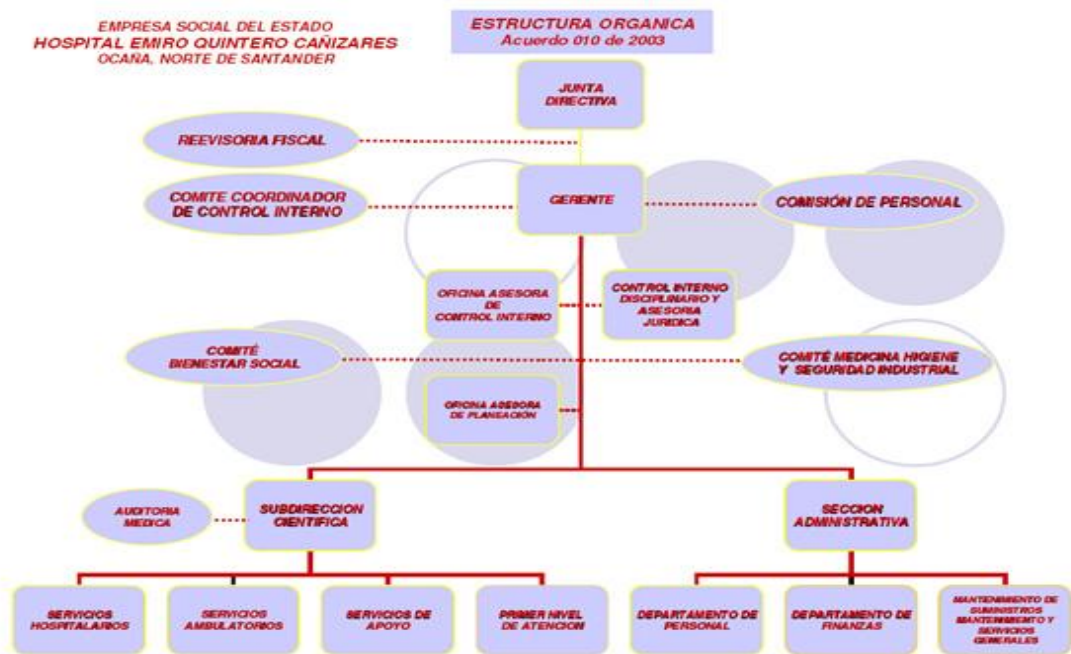 EMPRESA SOCIAL DEL ESTADO
HOSPITAL EMIRO QUINTERO CAÑIZARES
OCAÑA, NORTE DE SANTANDER
ESTRUCTURA ORGANICA
Acuerdo 010 de 2003
JUNTA
DIRECTIVA
REEVISORIA FISCAL
COMITE COORDINADOR
DE CONTROL INTERNO
GERIENTE
COMISIÓN DE PERSONAL
OFICINA ASESORA
DE
CONTROL INTERNO
CONTROL INTERNO
DISCIPLINARIO Y
ASESORIA
JURIDICA
COMITÉ
BIENESTAR SOCIAL
COMITÉ MEDICINA HIGIENE
Y SEGURIDAD INDUSTRIAL
OFICINA ASESORA
DE PLANEACIÓN
AUDITORIA
MEDICA
SUBDIRECCION
CIENTIFICA
SECCION
ADMINISTRATIVA
SERVICIOS
HOSPITALARIOS
SERVICIOS
AMBULATORIOS
SERVICIOS DE
APOYO
PRIMER NIVEL
DE ATENCION
DEPARTAMENTO DE
PERSONAL
DEPARTAMENTO DE
FINANZAS
MANTENIMIENTO DE
SUMINISTROS
MANTENIMIENTO Y
SERVICIOS
GENERALES